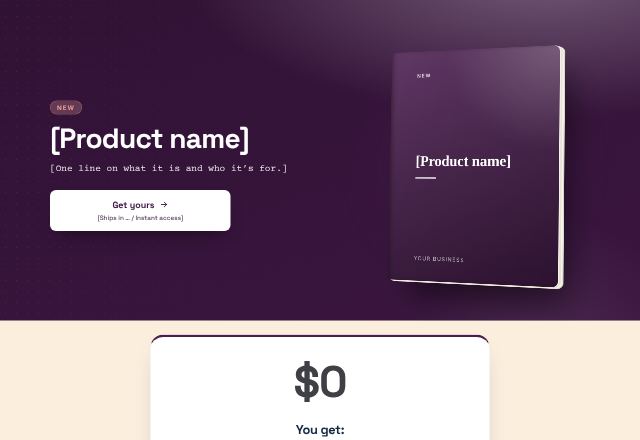 NEW
[Product name]
[One line on what it is and who it's for.]
Get yours →
[Ships in … / Instant access]
NEW
[Product name]
YOUR BUSINESS
$0
You get: